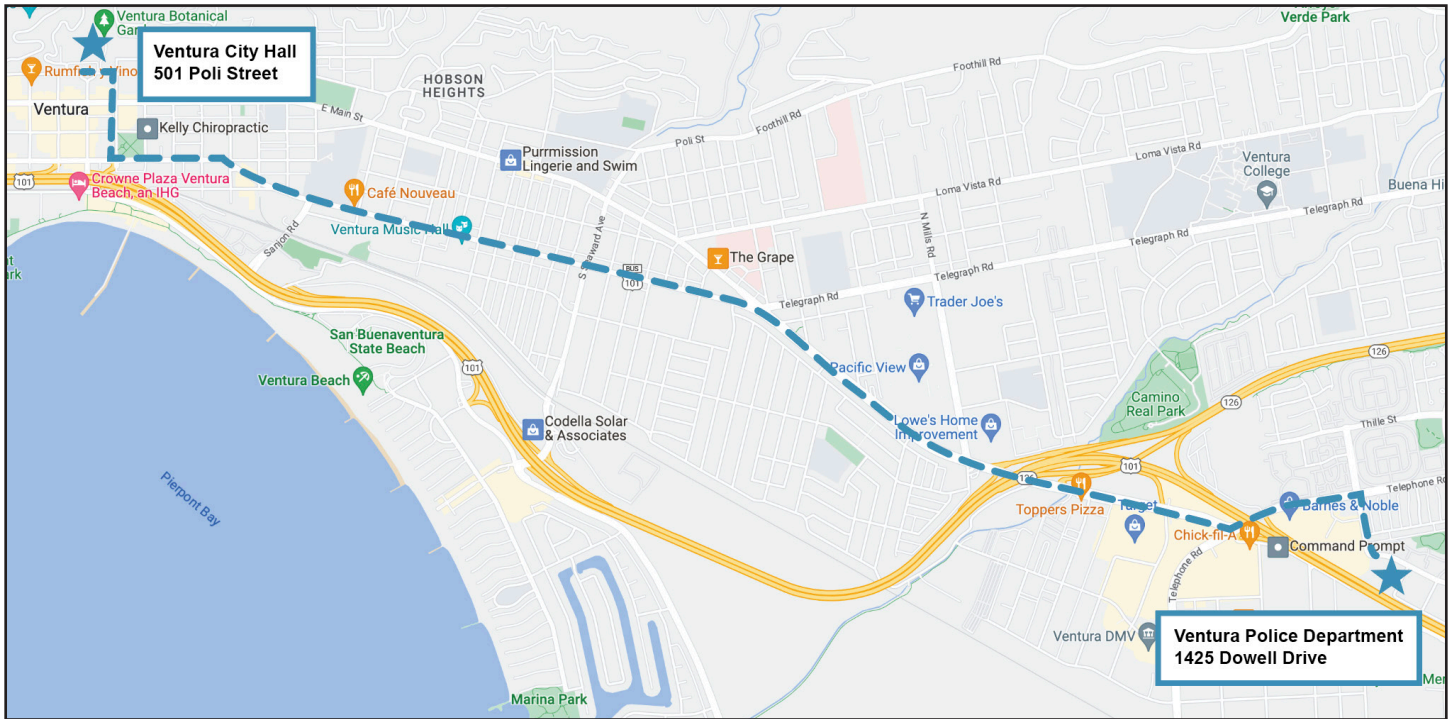 Ventura Botanical
Gar
Verde Park
Ventura City Hall
501 Poli Street
Foothill Rd
HOBSON
HEIGHTS
Ventura
E Main St
Foothill Rd
Kelly Chiropractic
Poli St
Purrmission
Lingerie and Swim
Loma Vista Rd
Ventura
College
101
Crowne Plaza Ventura
Beach, an IHG
Café Nouveau
Loma Vista Rd
Buena Hi
Telegraph Rd
Ventura Music Hall
Sanjon Rd
N Mills Rd
Telegraph Rd
The Grape
BUS
101
Telegraph Rd
Telegraph Rd
Trader Joe's
San Buenaventura
State Beach
126
101
Pacific View
Ventura Beach
Camino
Real Park
126
Codella Solar
& Associates
Lowe's Home
Improvement
Thille St
101
126
Pierpont Bay
Telephone Rd
Toppers Pizza
Target
Barnes & Noble
Chick-fil-A
Command Prompt
Telephone Rd
Ventura DMV
Ventura Police Department
1425 Dowell Drive
Marina Park